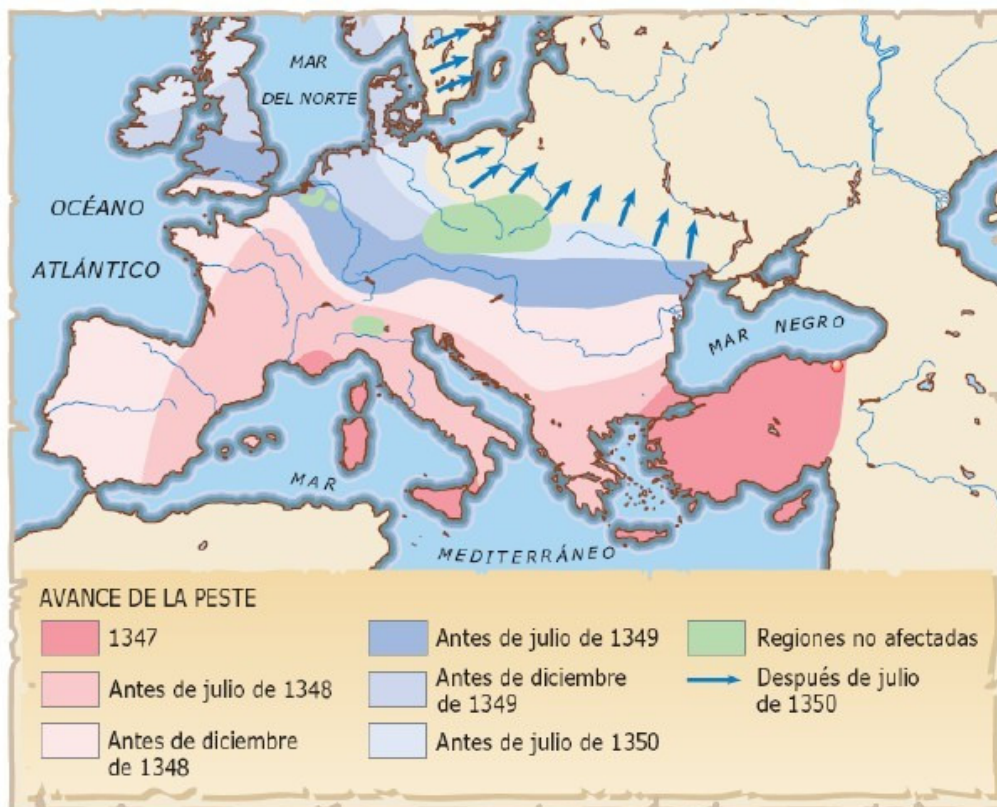 MAR
DEL NORTE
OCÉANO
ATLÁNTICO
MAR NEGRO
MAR
MEDITERRÁNEO
AVANCE DE LA PESTE
1347
Antes de julio de 1348
Antes de diciembre
de 1348
Antes de julio de 1349
Antes de diciembre
de 1349
Antes de julio de 1350
Regiones no afectadas
Después de julio
de 1350